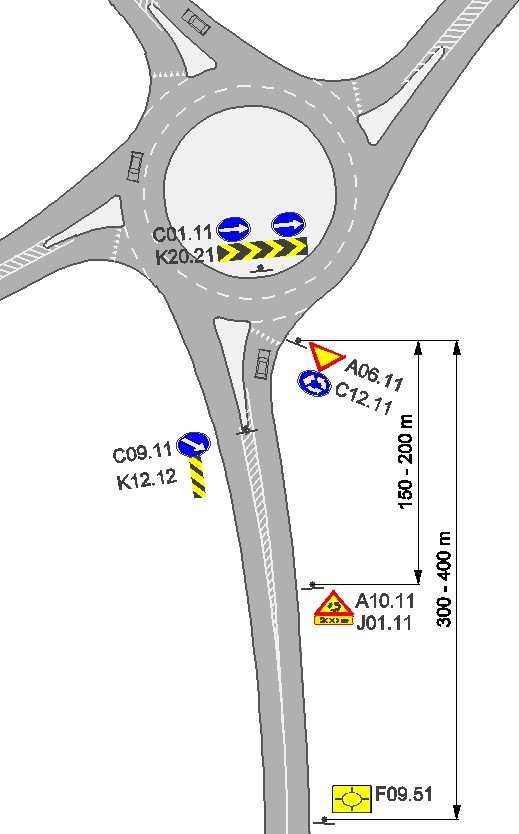 C01.11
K20.21
A06.11
C12.11
C09.11
K12.12
150 - 200 m
300 - 400 m
A10.11
J01.11
F09.51